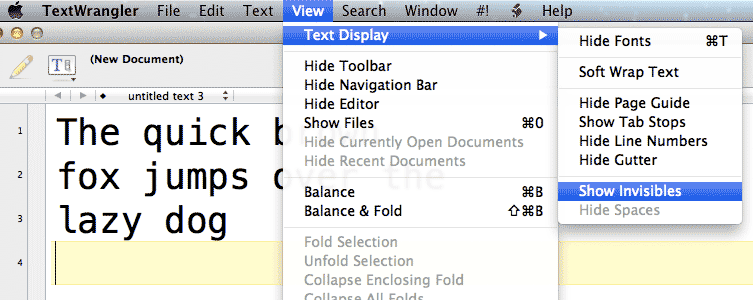 TextWrangler File Edit Text View Search Window #! Help
(New Document)
untitled text 3
1 The quick brown
2 fox jumps over the
3 lazy dog
4
Text Display
Hide Toolbar
Hide Navigation Bar
Hide Editor
Show Files ⌘0
Hide Currently Open Documents
Hide Recent Documents
Balance ⌘B
Balance & Fold ⇧⌘B
Fold Selection
Unfold Selection
Collapse Enclosing Fold
Collapse All Folds
Hide Fonts ⌘T
Soft Wrap Text
Hide Page Guide
Show Tab Stops
Hide Line Numbers
Hide Gutter
Show Invisibles
Hide Spaces